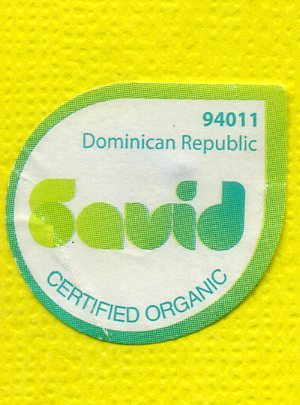 94011
Dominican Republic
Savid
CERTIFIED ORGANIC